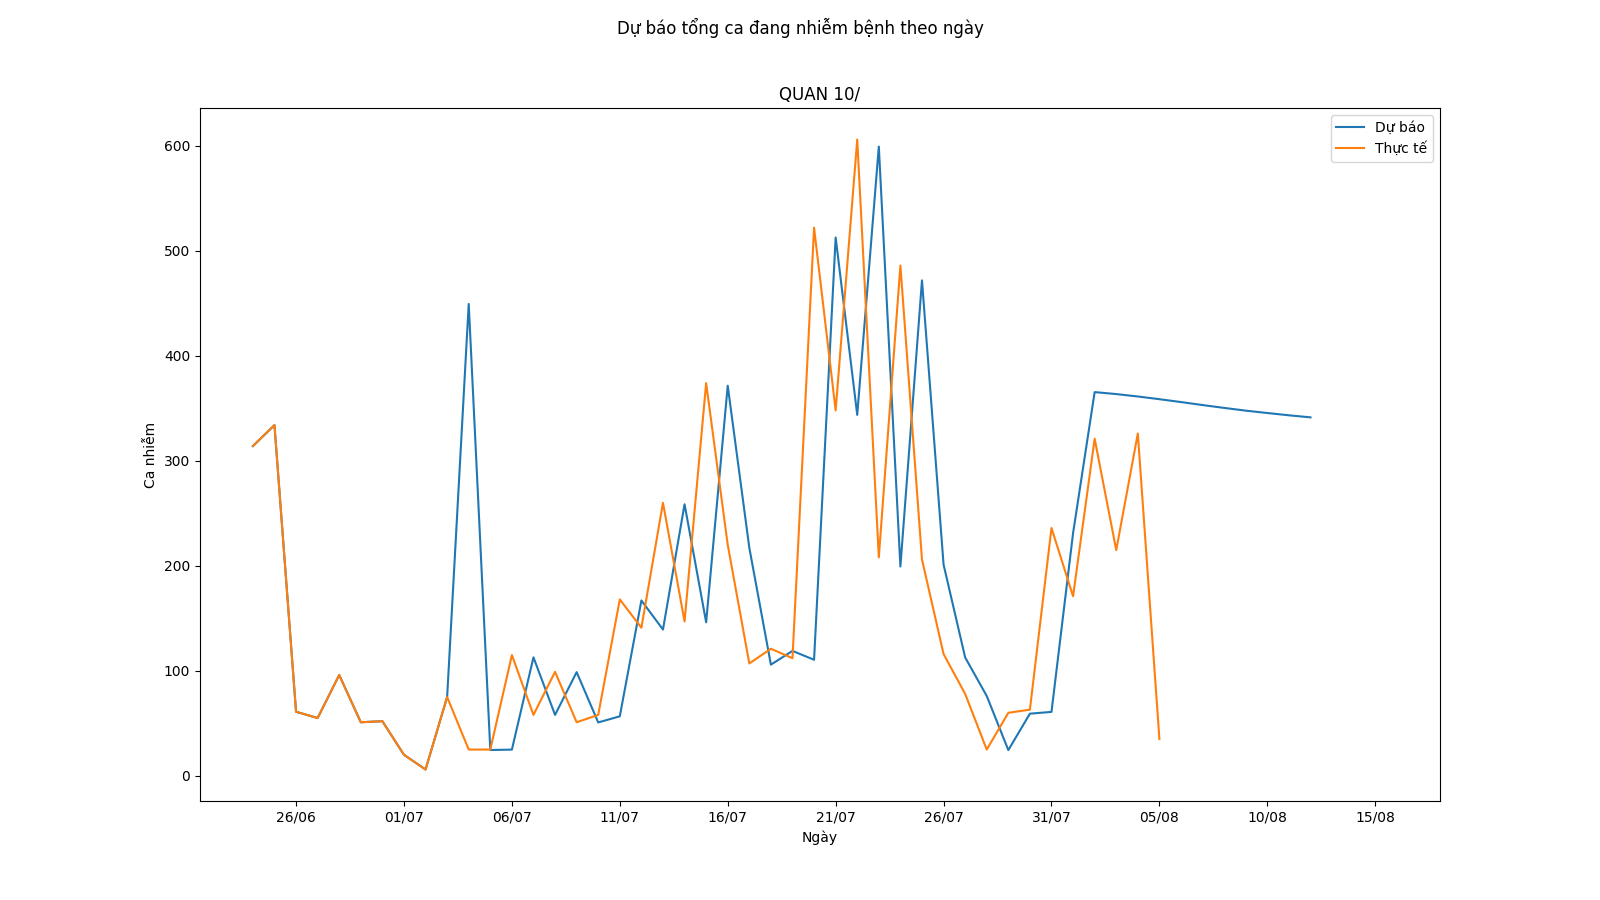 Dự báo tổng ca đang nhiễm bệnh theo ngày
QUAN 10/
Dự báo
Thực tế
600
500
400
300
200
100
0
Ca nhiễm
26/06 01/07 06/07 11/07 16/07 21/07 26/07 31/07 05/08 10/08 15/08
Ngày